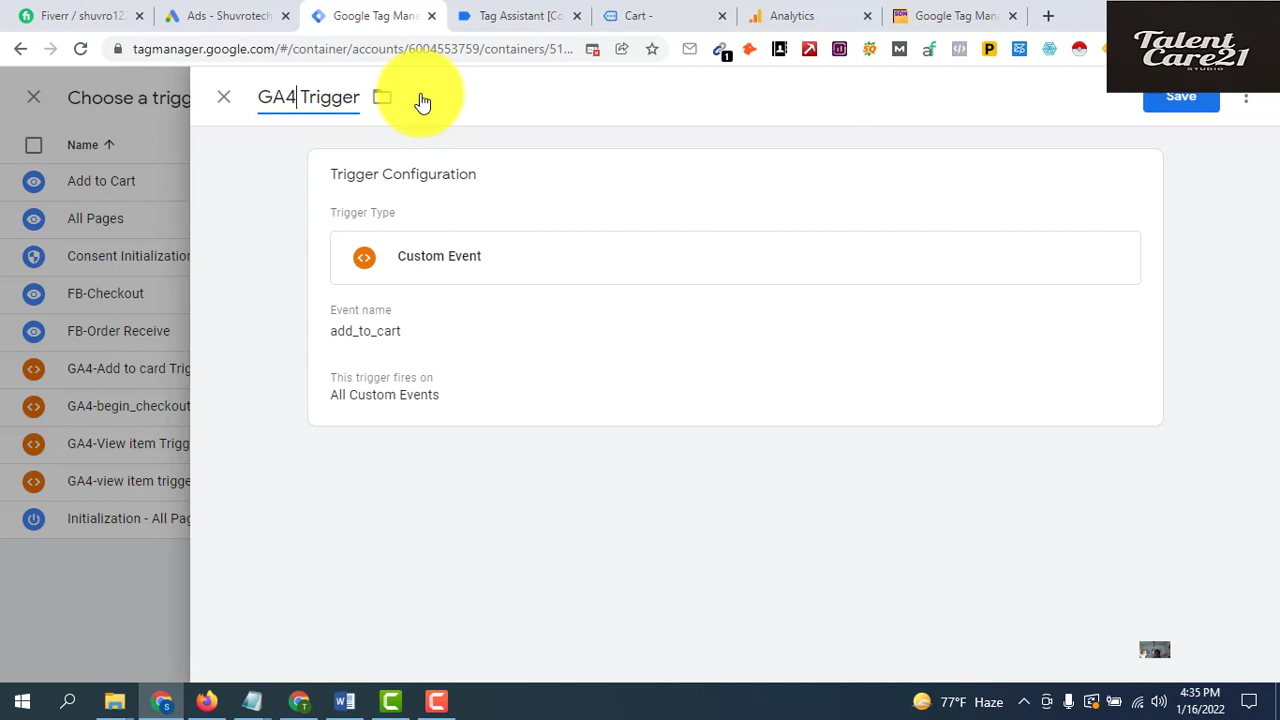 Fiverr / shuvro12
Ads - Shuvrotech
Google Tag Mana
Tag Assistant [Co
Cart -
Analytics
Google Tag Mana
tagmanager.google.com/#/container/accounts/6004553759/containers/51...
1
Talent
Care21
STUDIO
Choose a trigg
GA4 Trigger
Save
Name
Add to Cart
All Pages
Consent Initialization
FB-Checkout
FB-Order Receive
GA4-Add to card Trig
GA4-begin_checkout
GA4-View item Trigg
GA4-view item trigge
Initialization - All Pag
Trigger Configuration
Trigger Type
Custom Event
Event name
add_to_cart
This trigger fires on
All Custom Events
77°F Haze
4:35 PM
1/16/2022